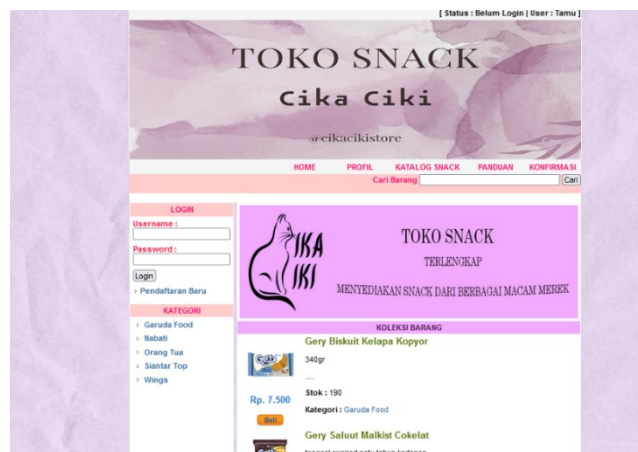 [ Status : Belum Login | User : Tamu ]
TOKO SNACK
Cika Ciki
@cikacikistore
HOME PROFIL KATALOG SNACK PANDUAN KONFIRMASI
Cari Barang Cari
LOGIN
Username :
Password :
Login
Pendaftaran Baru
KATEGORI
Garuda Food
Nabati
Orang Tua
Siantar Top
Wings
IKA
IKI
TOKO SNACK
TERLENGKAP
MENYEDIAKAN SNACK DARI BERBAGAI MACAM MEREK
KOLEKSI BARANG
Gery Biskuit Kelapa Kopyor
340gr
....
Rp. 7.500
Beli
Stok : 190
Kategori : Garuda Food
Gery Saluut Malkist Cokelat